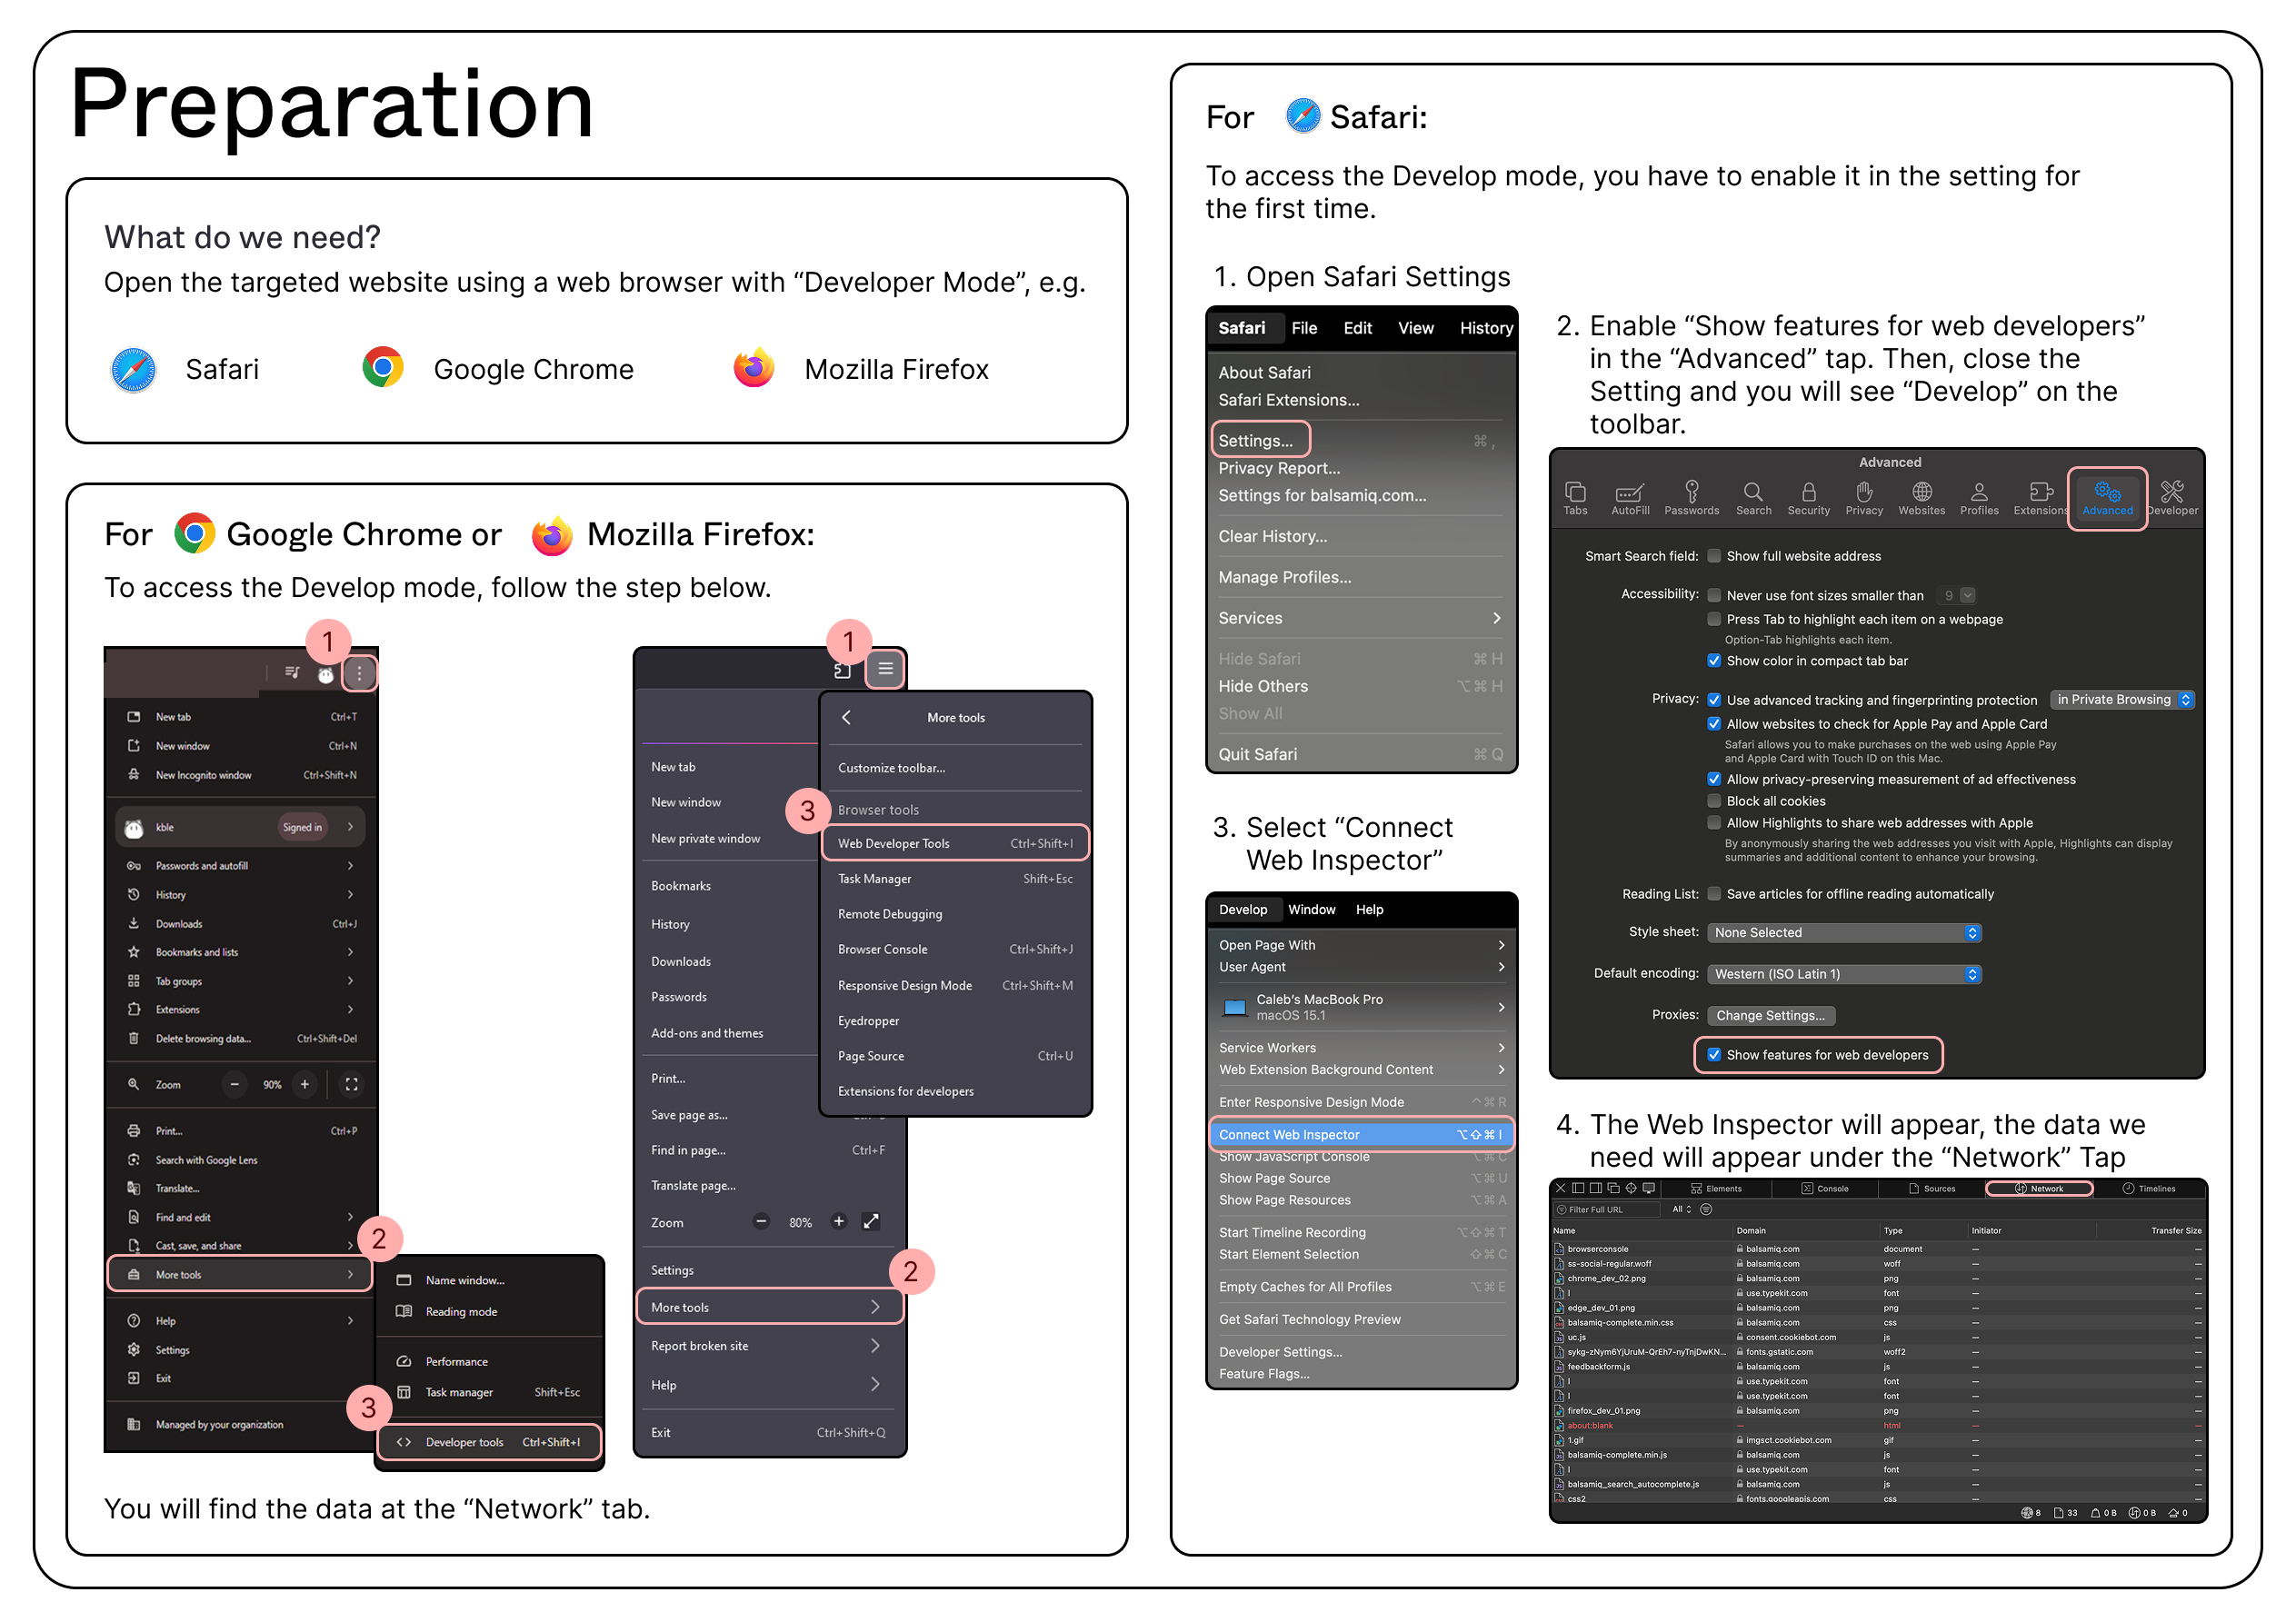 Preparation
What do we need?
Open the targeted website using a web browser with “Developer Mode”, e.g.
Safari
Google Chrome
Mozilla Firefox
For Google Chrome or Mozilla Firefox:
To access the Develop mode, follow the step below.
1
New tab Ctrl+T
New window Ctrl+N
New Incognito window Ctrl+Shift+N
kble Signed in
Passwords and autofill
History
Downloads Ctrl+J
Bookmarks and lists
Tab groups
Extensions
Delete browsing data... Ctrl+Shift+Del
Zoom 90%
Print... Ctrl+P
Search with Google Lens
Translate...
Find and edit
Cast, save, and share
2
More tools
Help
Settings
Exit
Managed by your organization
Name window...
Reading mode
Performance
Task manager Shift+Esc
3
Developer tools Ctrl+Shift+I
1
New tab
New window
New private window
Bookmarks
History
Downloads
Passwords
Add-ons and themes
Print...
Save page as...
Find in page... Ctrl+F
Translate page...
Zoom 80%
Settings
2
More tools
Report broken site
Help
Exit Ctrl+Shift+Q
More tools
Customize toolbar...
3
Browser tools
Web Developer Tools Ctrl+Shift+I
Task Manager Shift+Esc
Remote Debugging
Browser Console Ctrl+Shift+J
Responsive Design Mode Ctrl+Shift+M
Eyedropper
Page Source Ctrl+U
Extensions for developers
You will find the data at the “Network” tab.
For Safari:
To access the Develop mode, you have to enable it in the setting for
the first time.
1. Open Safari Settings
Safari File Edit View History
About Safari
Safari Extensions...
Settings... ⌘ ,
Privacy Report...
Settings for balsamiq.com...
Clear History...
Manage Profiles...
Services
Hide Safari ⌘ H
Hide Others ⌥ ⌘ H
Show All
Quit Safari ⌘ Q
2. Enable “Show features for web developers”
in the “Advanced” tap. Then, close the
Setting and you will see “Develop” on the
toolbar.
Advanced
Tabs AutoFill Passwords Search Security Privacy Websites Profiles Extensions Advanced Developer
Smart Search field: Show full website address
Accessibility: Never use font sizes smaller than 9
Press Tab to highlight each item on a webpage
Option-Tab highlights each item.
Show color in compact tab bar
Privacy: Use advanced tracking and fingerprinting protection in Private Browsing
Allow websites to check for Apple Pay and Apple Card
Safari allows you to make purchases on the web using Apple Pay
and Apple Card with Touch ID on this Mac.
Allow privacy-preserving measurement of ad effectiveness
Block all cookies
Allow Highlights to share web addresses with Apple
By anonymously sharing the web addresses you visit with Apple, Highlights can display
summaries and additional content to enhance your browsing.
Reading List: Save articles for offline reading automatically
Style sheet: None Selected
Default encoding: Western (ISO Latin 1)
Proxies: Change Settings...
Show features for web developers
3. Select “Connect
Web Inspector”
Develop Window Help
Open Page With
User Agent
Caleb’s MacBook Pro
macOS 15.1
Service Workers
Web Extension Background Content
Enter Responsive Design Mode ⌃ ⌘ R
Connect Web Inspector ⌥ ⇧ ⌘ I
Show JavaScript Console ⌥ ⌘ C
Show Page Source ⌥ ⌘ U
Show Page Resources ⌥ ⌘ A
Start Timeline Recording ⌥ ⇧ ⌘ T
Start Element Selection ⇧ ⌘ C
Empty Caches for All Profiles ⌥ ⌘ E
Get Safari Technology Preview
Developer Settings...
Feature Flags...
4. The Web Inspector will appear, the data we
need will appear under the “Network” Tap
Elements Console Sources Network Timelines
Filter Full URL All
Name Domain Type Initiator Transfer Size
browserconsole balsamiq.com document — —
ss-social-regular.woff balsamiq.com woff — —
chrome_dev_02.png balsamiq.com png — —
l use.typekit.com font — —
edge_dev_01.png balsamiq.com png — —
balsamiq-complete.min.css balsamiq.com css — —
uc.js consent.cookiebot.com js — —
sykg-zNym6YjUruM-QrEh7-nyTnjDwKN... fonts.gstatic.com woff2 — —
feedbackform.js balsamiq.com js — —
l use.typekit.com font — —
l use.typekit.com font — —
firefox_dev_01.png balsamiq.com png — —
about:blank — html — —
1.gif imgsct.cookiebot.com gif — —
balsamiq-complete.min.js balsamiq.com js — —
l use.typekit.com font — —
balsamiq_search_autocomplete.js balsamiq.com js — —
css2 fonts.googleapis.com css — —
8 33 0 B 0 B 0